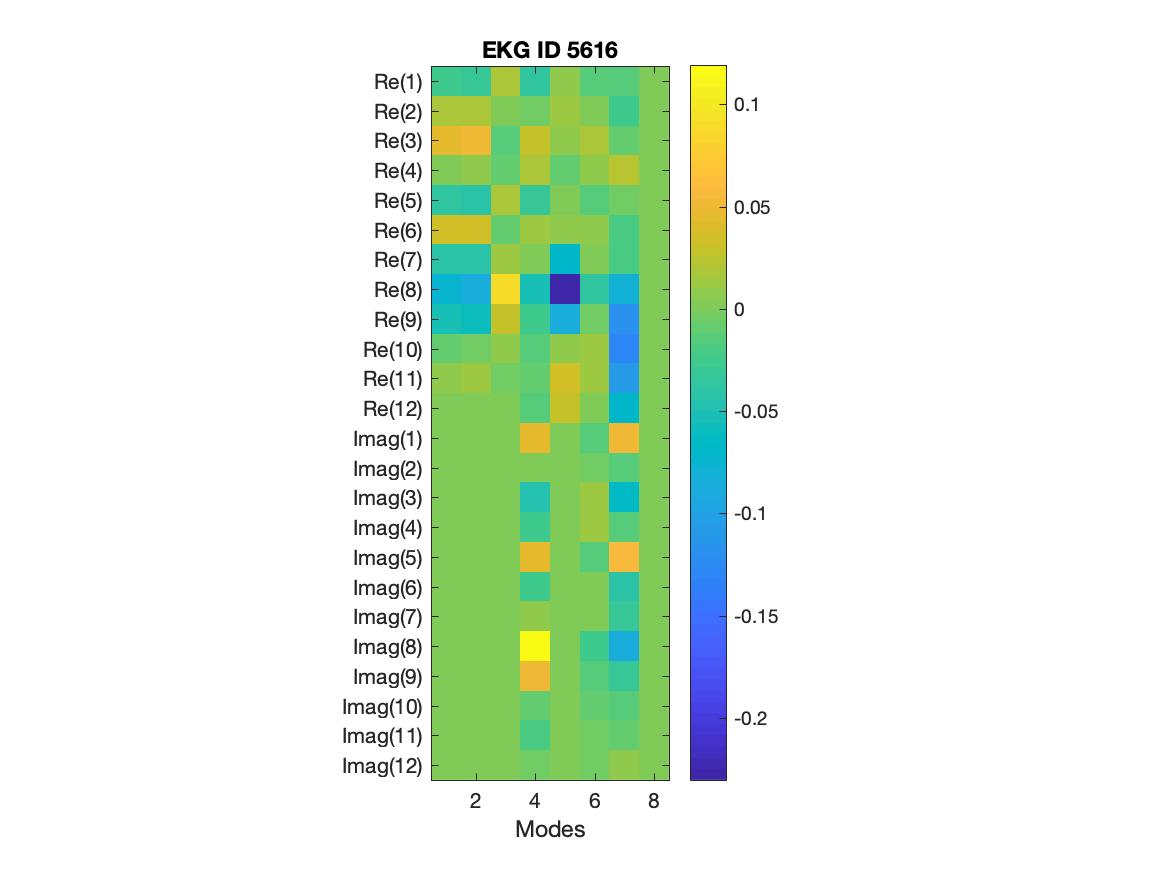 EKG ID 5616
Re(1)
Re(2)
Re(3)
Re(4)
Re(5)
Re(6)
Re(7)
Re(8)
Re(9)
Re(10)
Re(11)
Re(12)
Imag(1)
Imag(2)
Imag(3)
Imag(4)
Imag(5)
Imag(6)
Imag(7)
Imag(8)
Imag(9)
Imag(10)
Imag(11)
Imag(12)
2 4 6 8
Modes
0.1
0.05
0
-0.05
-0.1
-0.15
-0.2